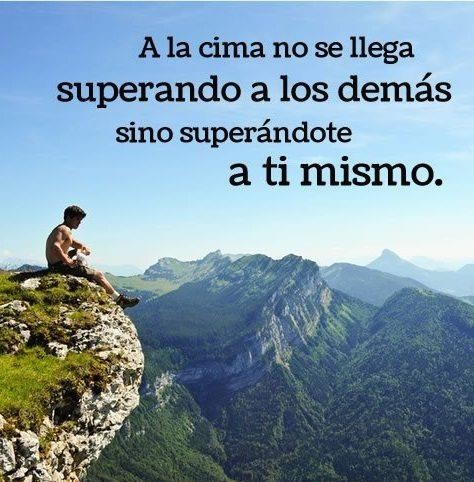 A la cima no se llega
superando a los demás
sino superándote
a ti mismo.